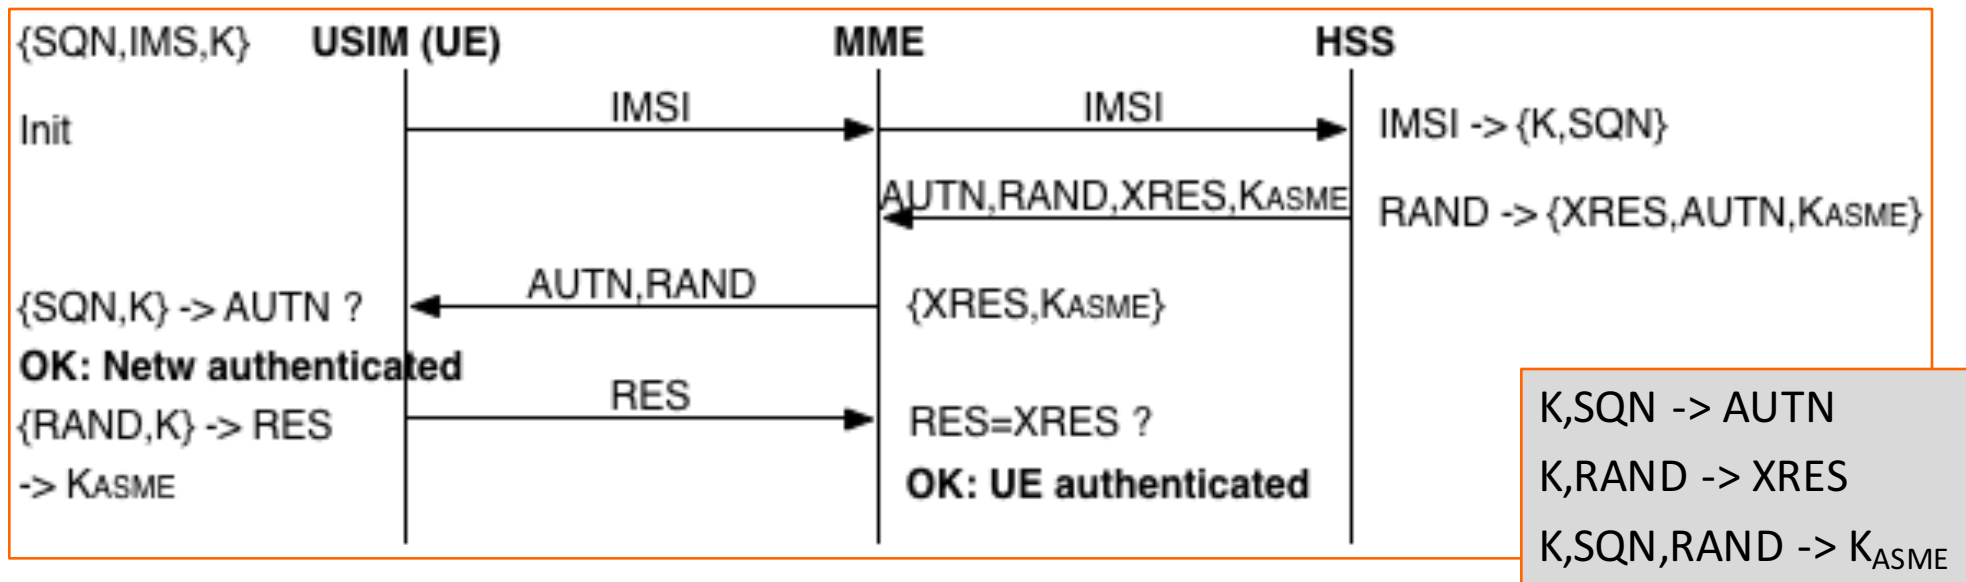 {SQN,IMS,K} USIM (UE) MME HSS
Init IMSI IMSI IMSI -> {K,SQN}
AUTN,RAND,XRES,KASME RAND -> {XRES,AUTN,KASME}
{SQN,K} -> AUTN ? AUTN,RAND {XRES,KASME}
OK: Netw authenticated
{RAND,K} -> RES RES RES=XRES ?
-> KASME OK: UE authenticated
K,SQN -> AUTN
K,RAND -> XRES
K,SQN,RAND -> KASME